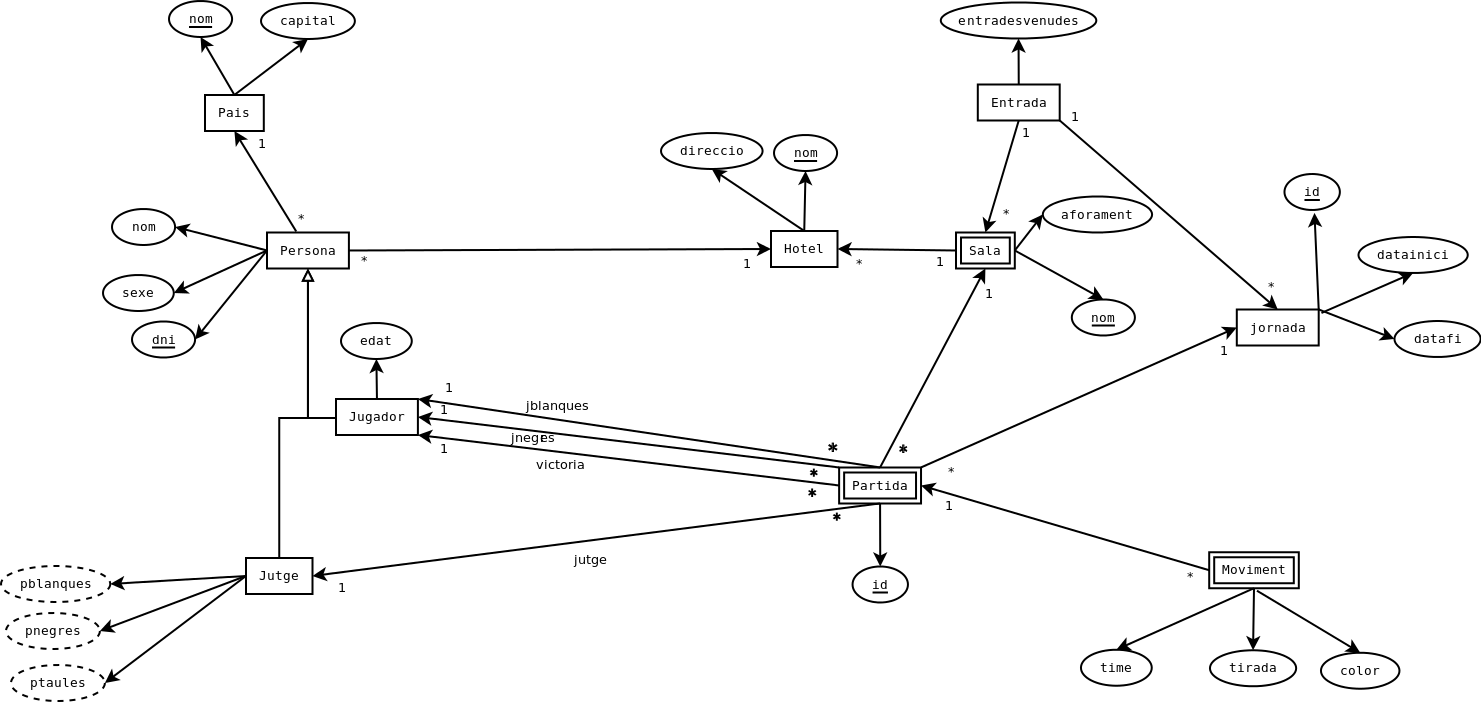 nom
capital
entradesvenudes
Pais
Entrada
1
1
1
direccio
nom
id
nom
*
*
aforament
Persona
*
Hotel
1
*
1
Sala
datainici
sexe
1
nom
*
dni
edat
1
jornada
datafi
Jugador
1
1
1
jblanques
jnegres
victoria
*
*
*
*
*
*
Partida
1
jutge
Jutge
1
id
Moviment
*
pblanques
pnegres
ptaules
time
tirada
color